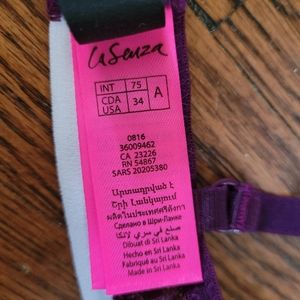 La Senza
INT 75 A
CDA USA 34
0816
36009462
CA 23226
RN 54867
SARS 20205380
Արտադրված է
Շրի Լանկայում
ผลิตในประเทศศรีลังกา
Сделано в Шри-Ланке
صنع في سري لانكا
Dibuat di Sri Lanka
Hecho en Sri Lanka
Fabriqué au Sri Lanka
Made in Sri Lanka